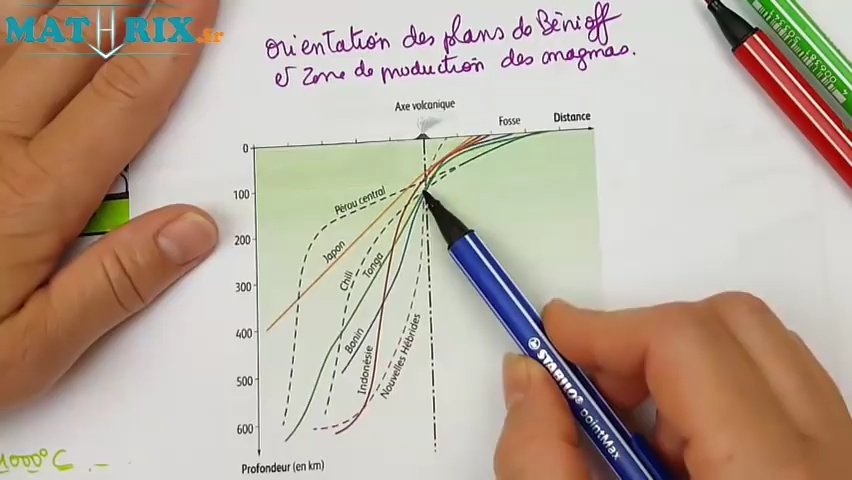 MATHRIX.fr
orientation des plans de Bénioff
et zone de production des magmas.
Axe volcanique
Fosse
Distance
0
100
200
300
400
500
600
Pérou central
Japon
Chili
Tonga
Bonin
Indonésie
Nouvelles Hébrides
Profondeur (en km)
1000°C
STABILO pointMax